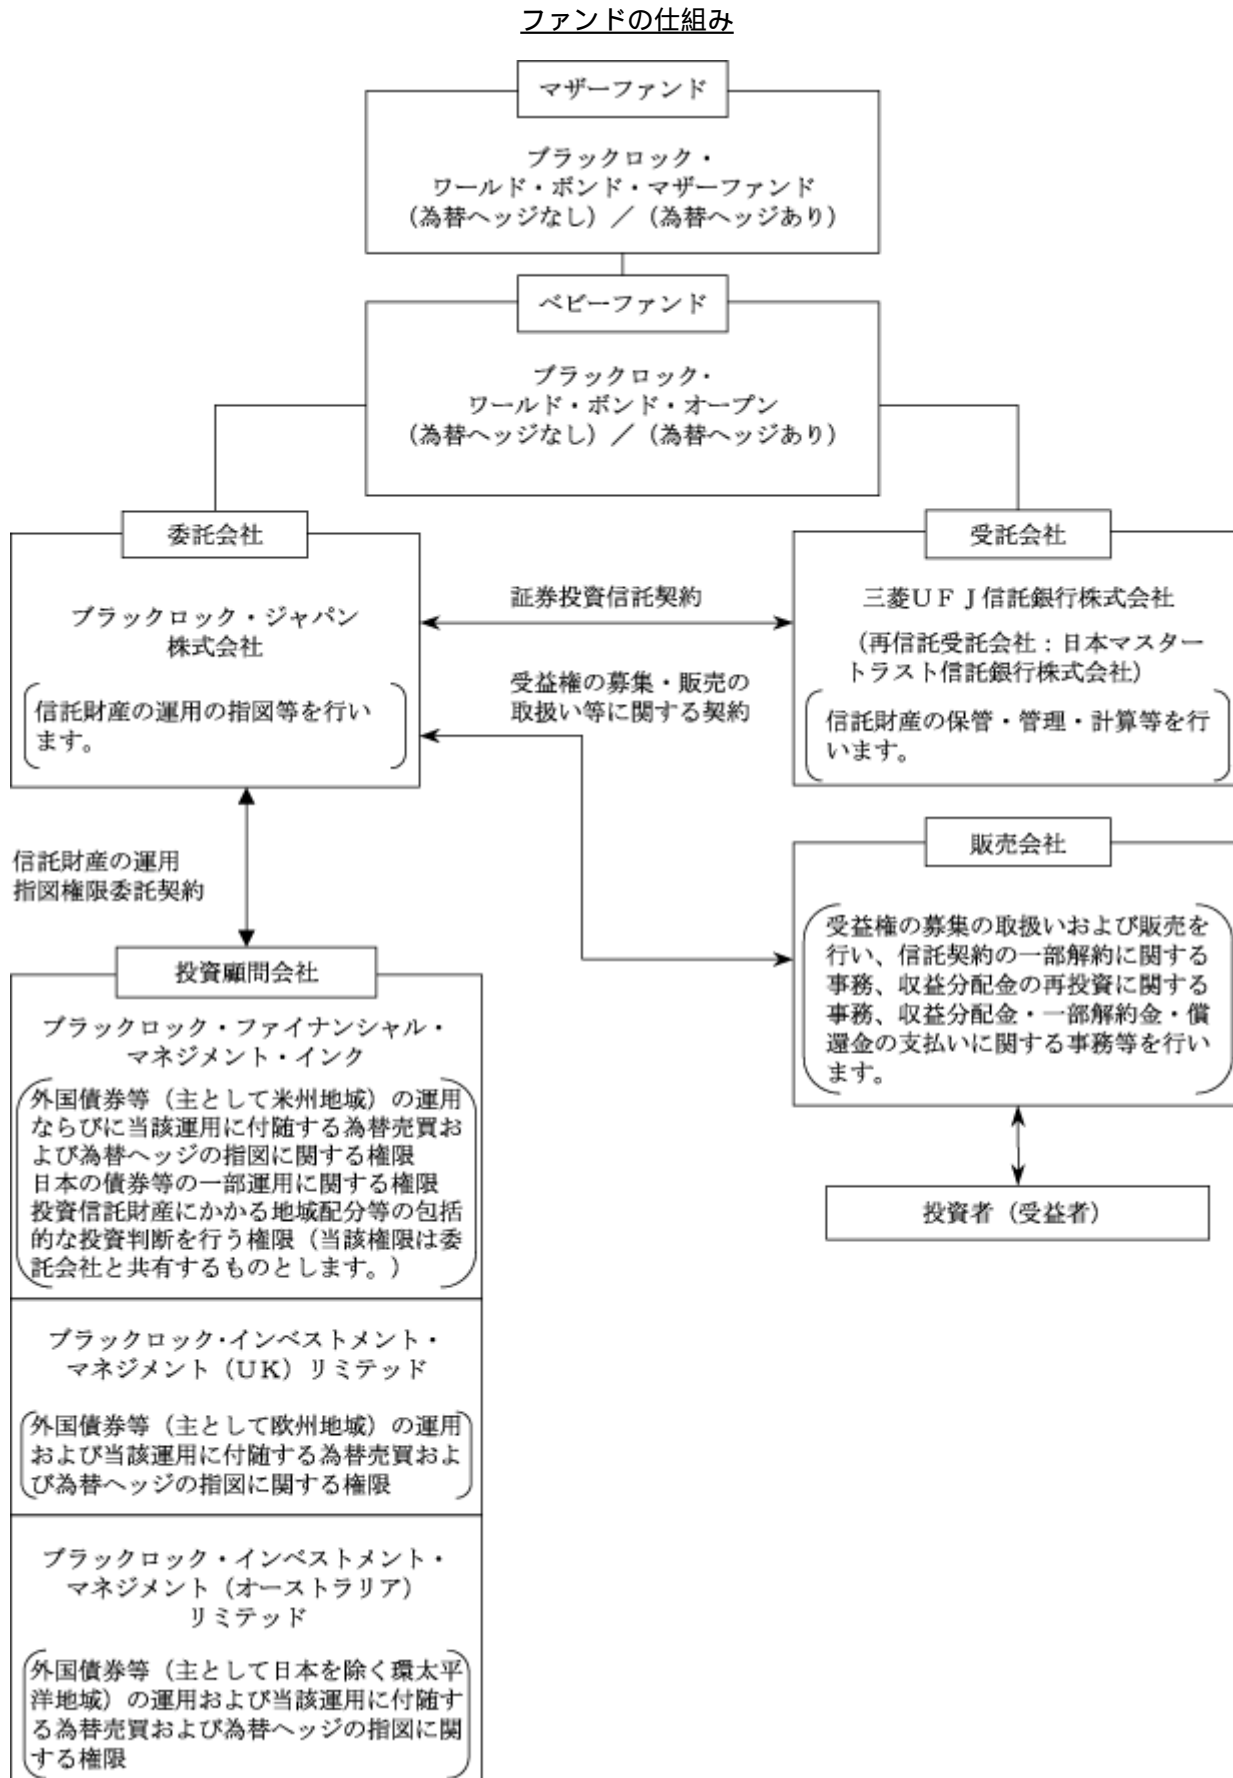 ファンドの仕組み
マザーファンド
ブラックロック・
ワールド・ボンド・マザーファンド
（為替ヘッジなし）／（為替ヘッジあり）
ベビーファンド
ブラックロック・
ワールド・ボンド・オープン
（為替ヘッジなし）／（為替ヘッジあり）
委託会社
ブラックロック・ジャパン
株式会社
信託財産の運用の指図等を行い
ます。
証券投資信託契約
受益権の募集・販売の
取扱い等に関する契約
受託会社
三菱ＵＦＪ信託銀行株式会社
（再信託受託会社：日本マスター
トラスト信託銀行株式会社）
信託財産の保管・管理・計算等を行
います。
信託財産の運用
指図権限委託契約
販売会社
受益権の募集の取扱いおよび販売を
行い、信託契約の一部解約に関する
事務、収益分配金の再投資に関する
事務、収益分配金・一部解約金・償
還金の支払いに関する事務等を行い
ます。
投資者（受益者）
投資顧問会社
ブラックロック・ファイナンシャル・
マネジメント・インク
外国債券等（主として米州地域）の運用
ならびに当該運用に付随する為替売買お
よび為替ヘッジの指図に関する権限
日本の債券等の一部運用に関する権限
投資信託財産にかかる地域配分等の包括
的な投資判断を行う権限（当該権限は委
託会社と共有するものとします。）
ブラックロック・インベストメント・
マネジメント（ＵＫ）リミテッド
外国債券等（主として欧州地域）の運用
および当該運用に付随する為替売買およ
び為替ヘッジの指図に関する権限
ブラックロック・インベストメント・
マネジメント（オーストラリア）
リミテッド
外国債券等（主として日本を除く環太平
洋地域）の運用および当該運用に付随す
る為替売買および為替ヘッジの指図に関
する権限